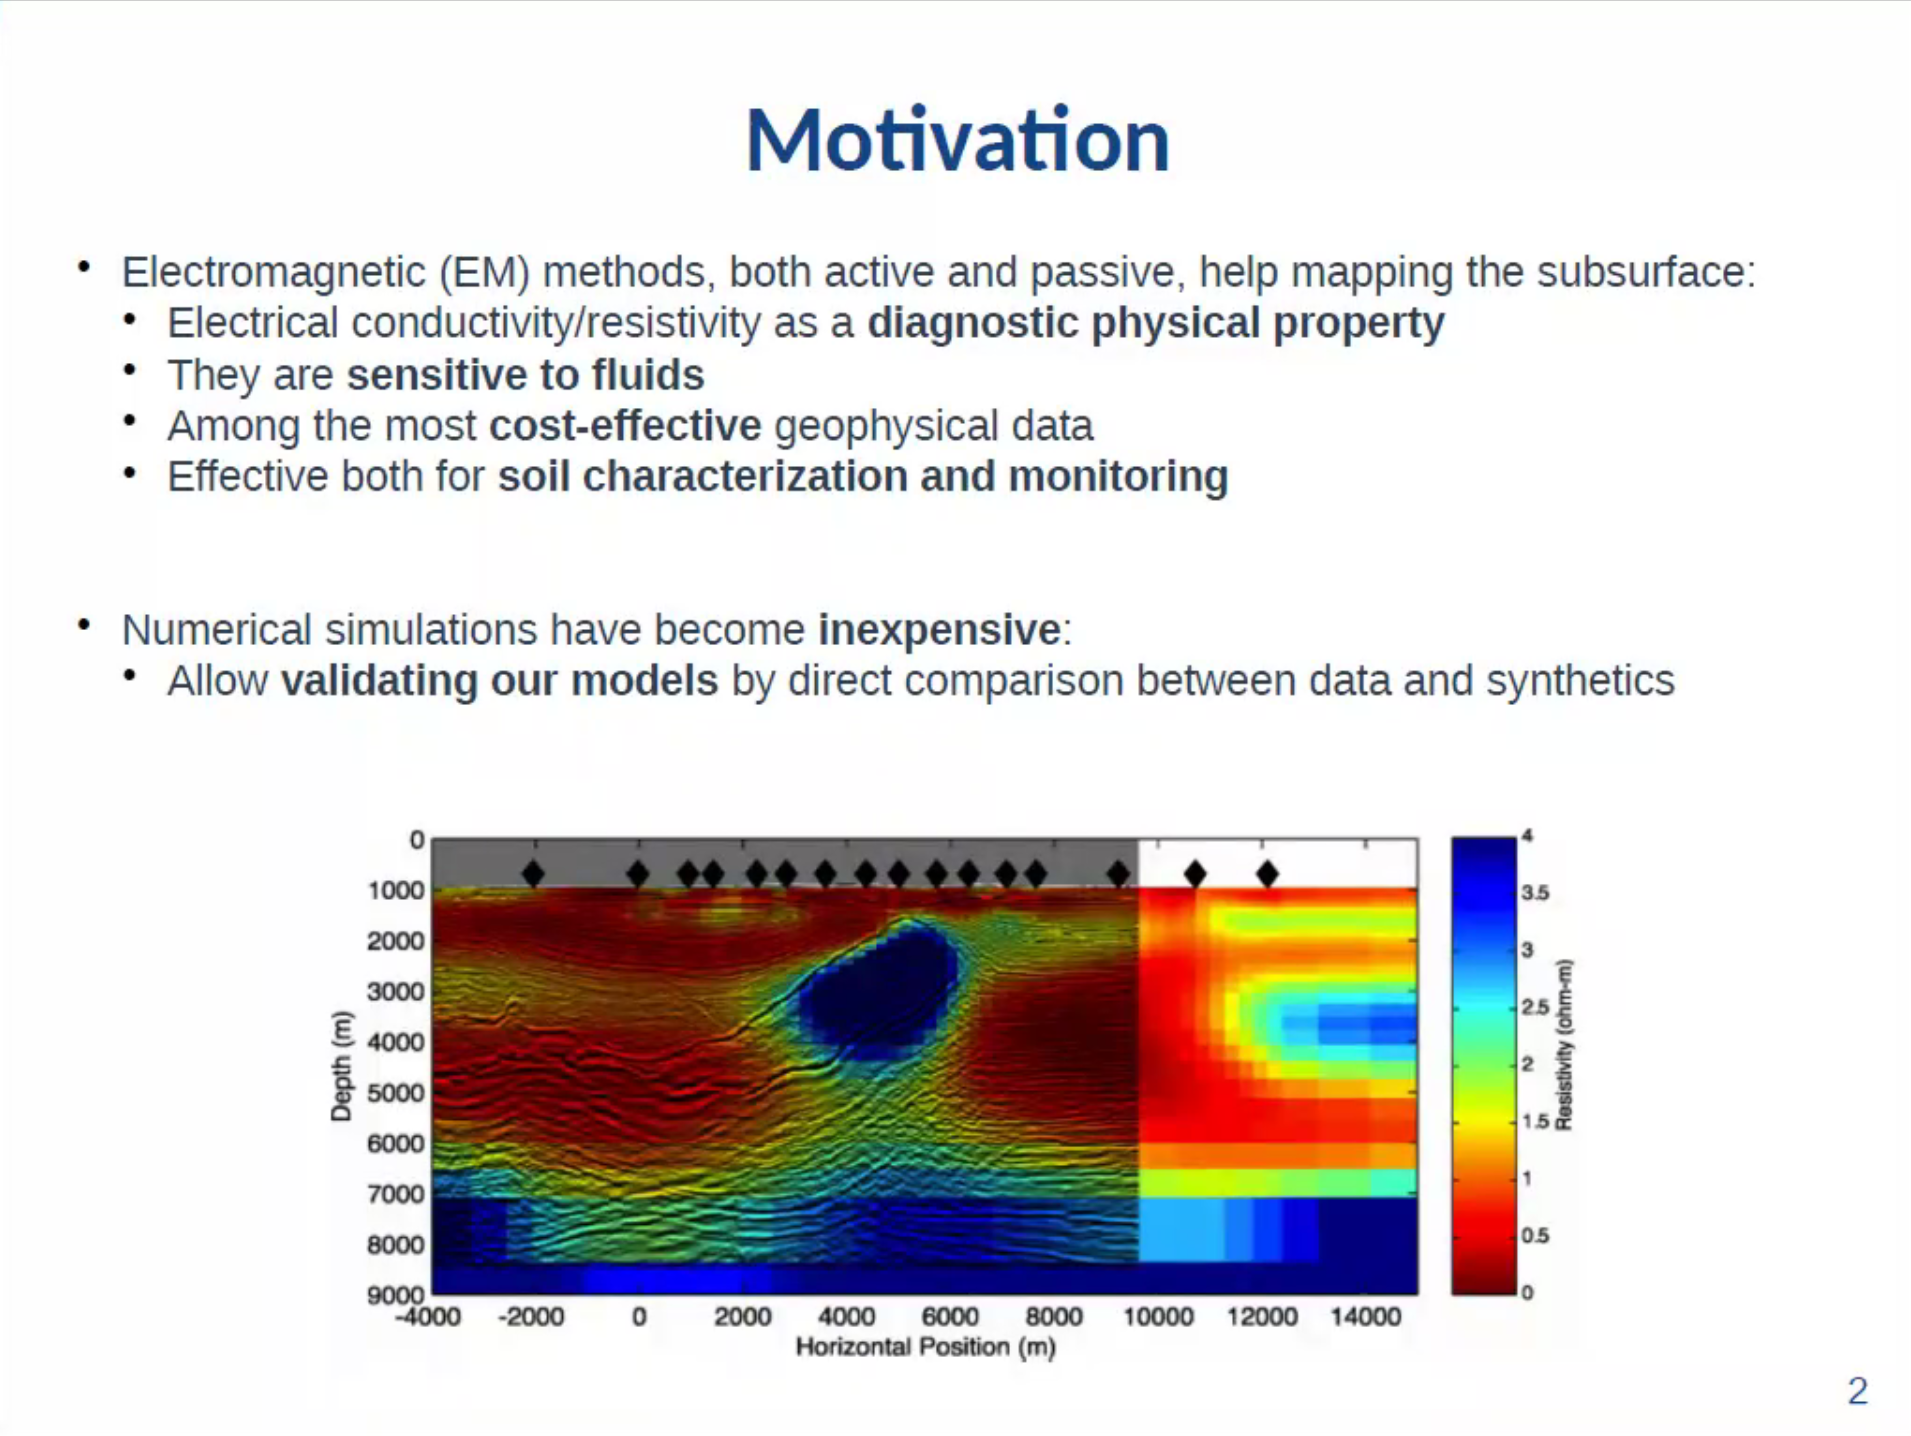 Motivation
• Electromagnetic (EM) methods, both active and passive, help mapping the subsurface:
• Electrical conductivity/resistivity as a diagnostic physical property
• They are sensitive to fluids
• Among the most cost-effective geophysical data
• Effective both for soil characterization and monitoring
• Numerical simulations have become inexpensive:
• Allow validating our models by direct comparison between data and synthetics
0
1000
2000
3000
4000
5000
6000
7000
8000
9000
Depth (m)
-4000 -2000 0 2000 4000 6000 8000 10000 12000 14000
Horizontal Position (m)
4
3.5
3
2.5
2
1.5
1
0.5
0
Resistivity (ohm-m)
2